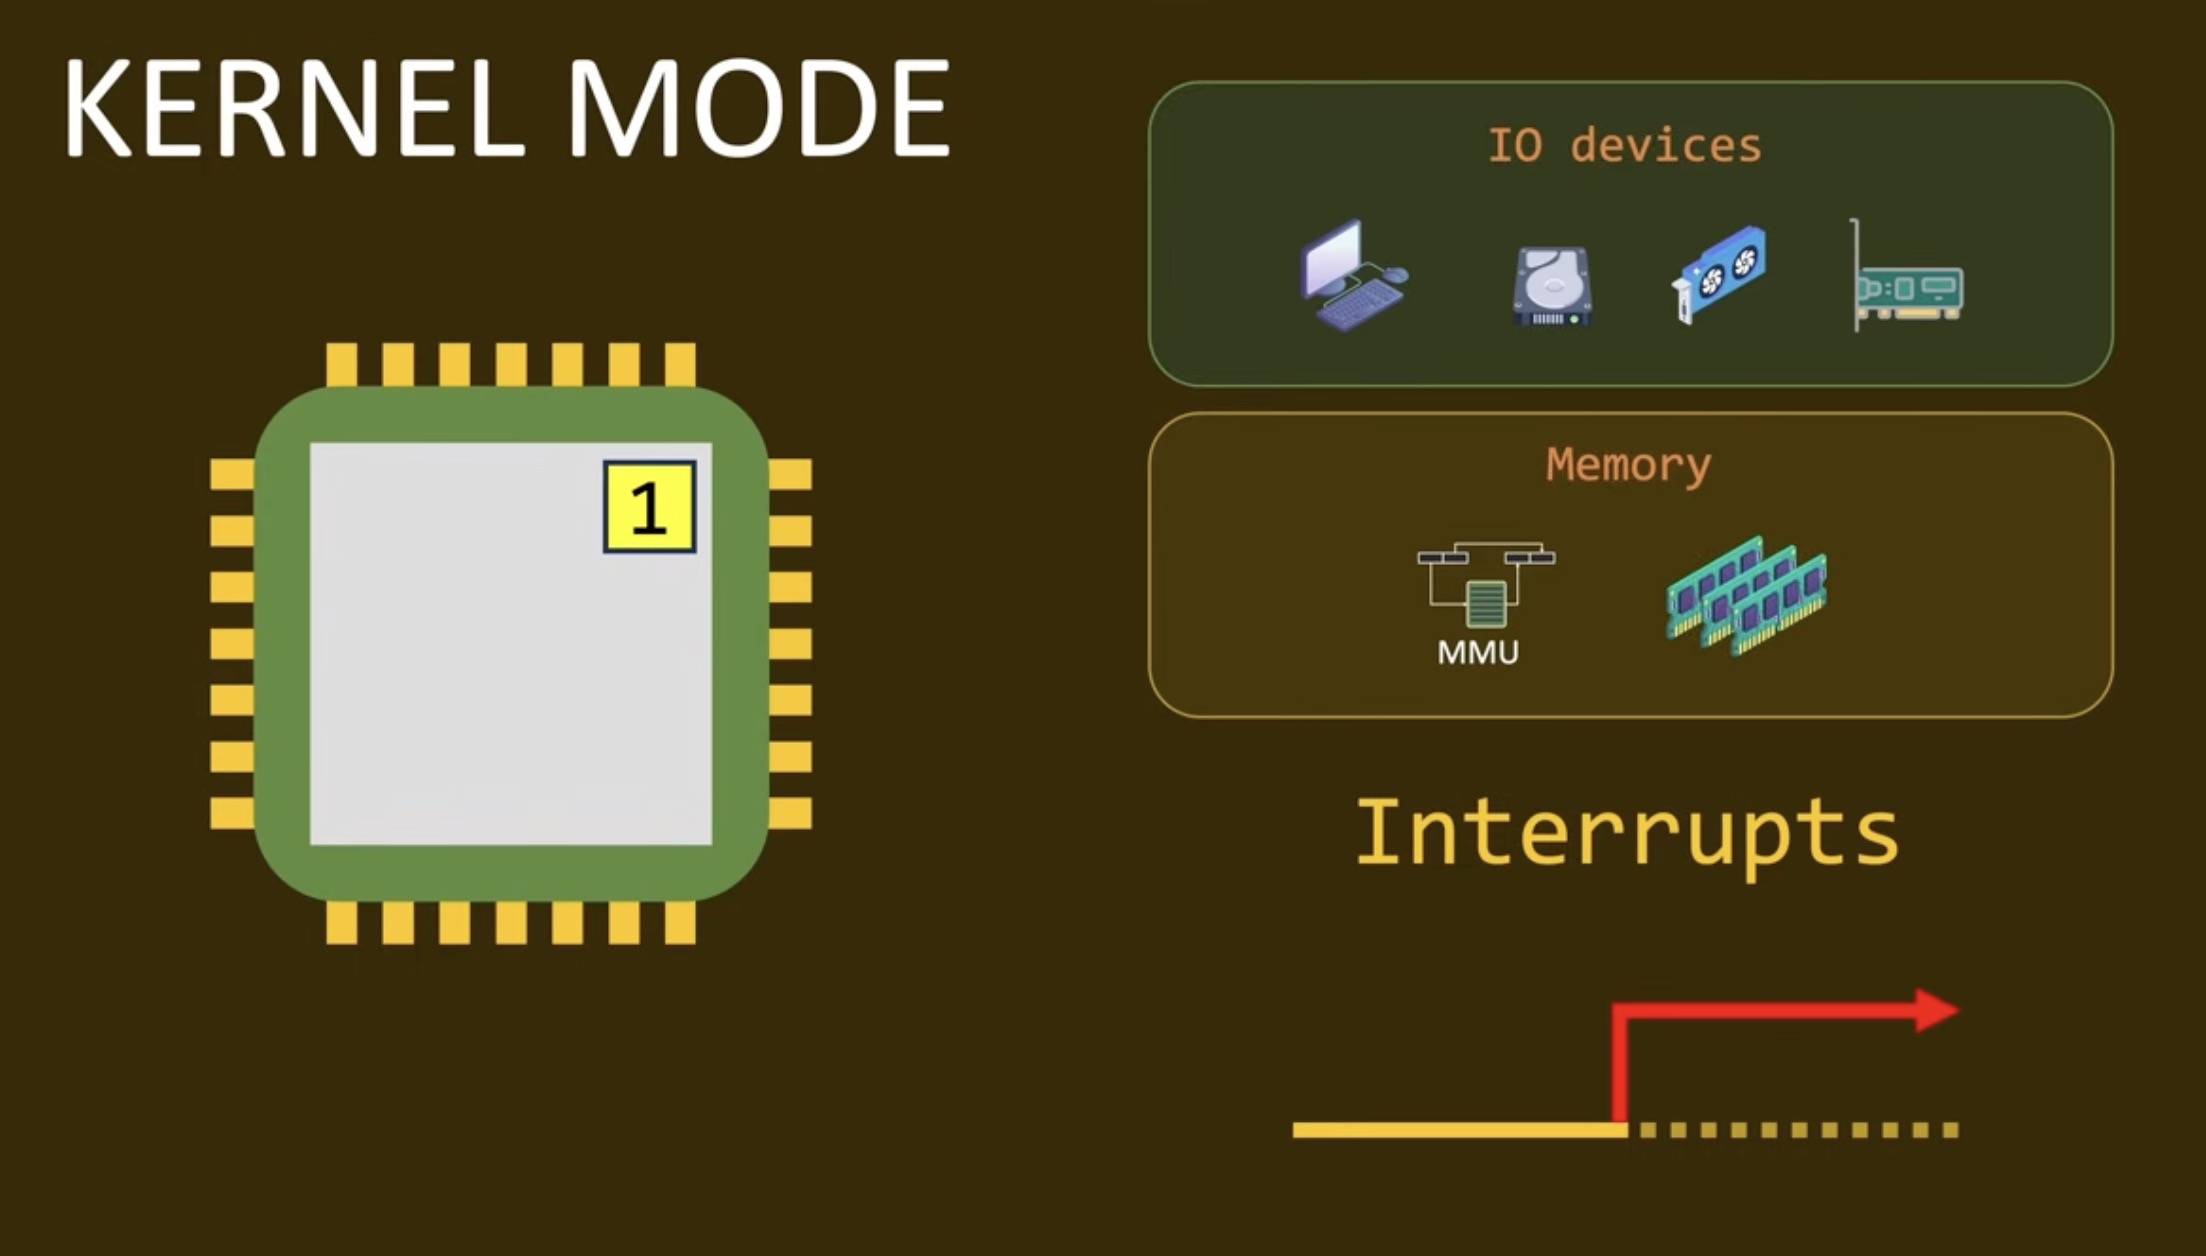 KERNEL MODE
1
IO devices
Memory
MMU
Interrupts